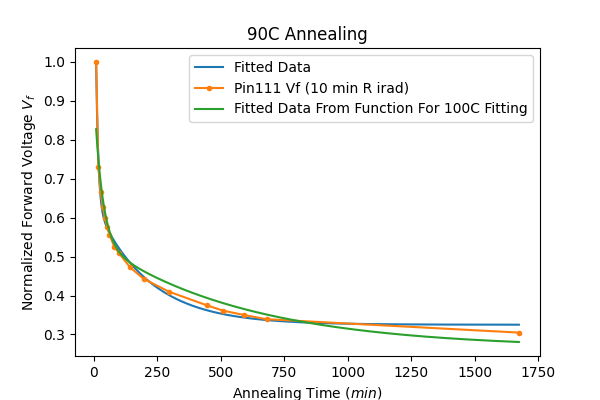 90C Annealing
Fitted Data
Pin111 Vf (10 min R irad)
Fitted Data From Function For 100C Fitting
Normalized Forward Voltage V_f
1.0
0.9
0.8
0.7
0.6
0.5
0.4
0.3
0 250 500 750 1000 1250 1500 1750
Annealing Time (min)